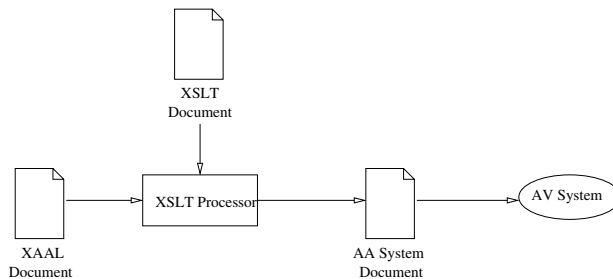 XSLT
Document
XSLT Processor
AV System
XAAL
Document
AA System
Document